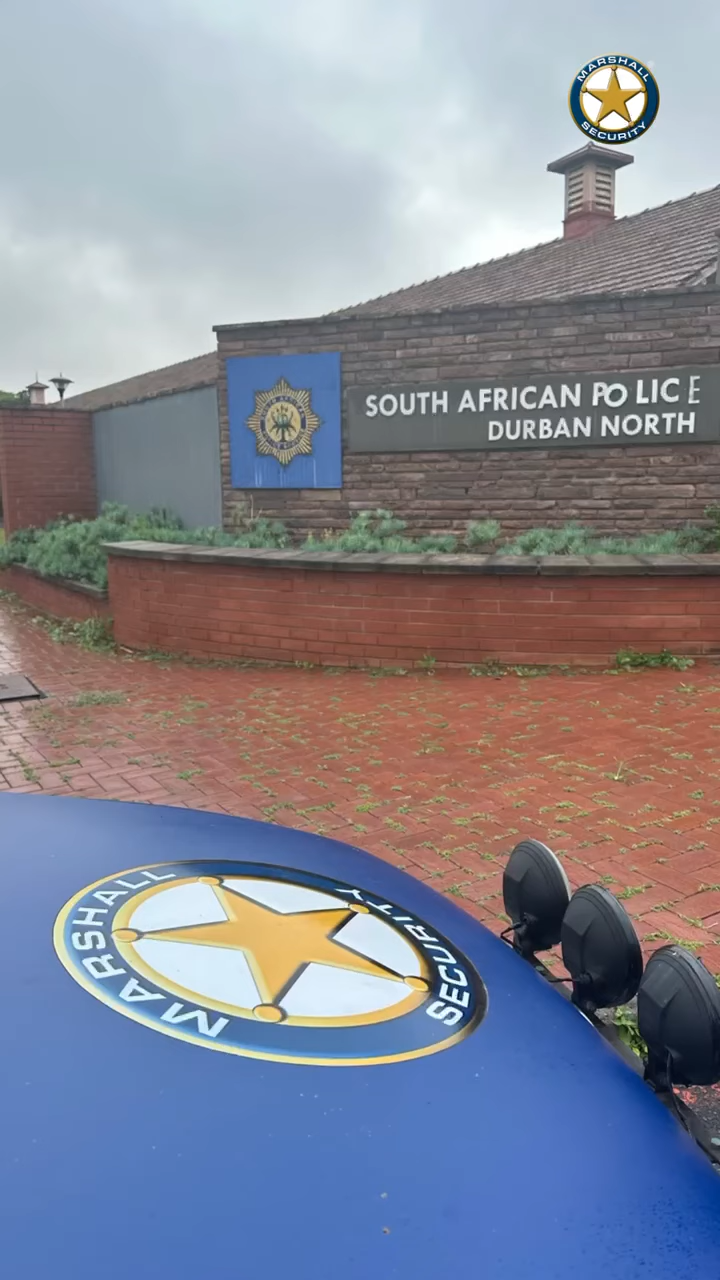 MARSHALL
SECURITY
SOUTH AFRICAN POLICE
DURBAN NORTH
MARSHALL
SECURITY